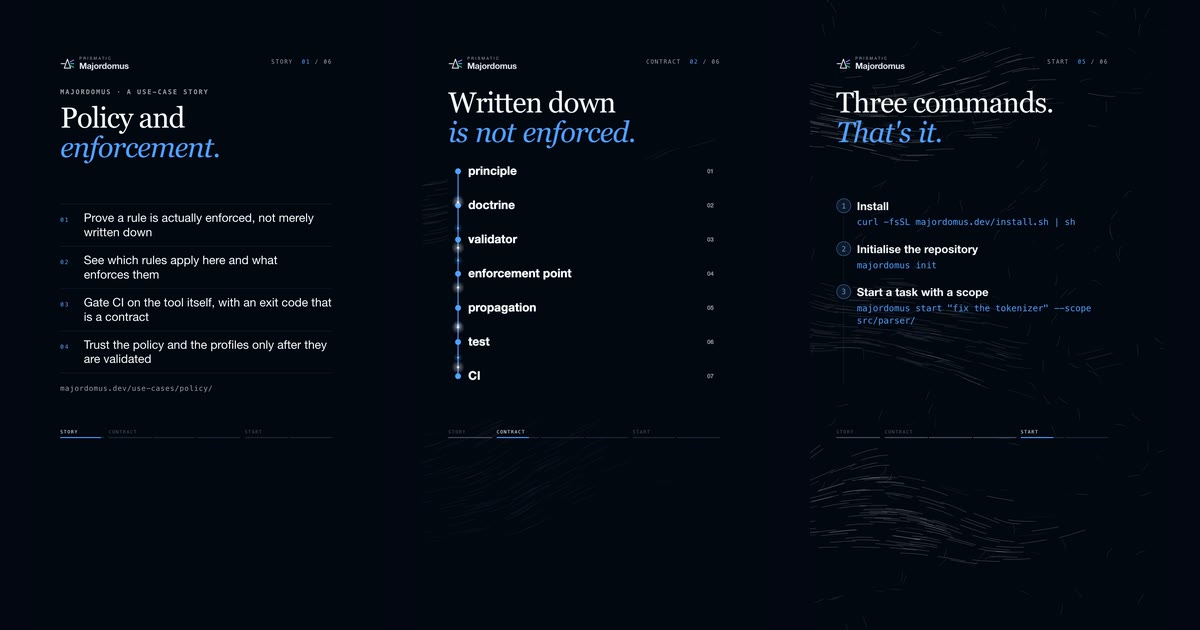 PRISMATIC
Majordomus
STORY 01 / 06
MAJORDOMUS · A USE-CASE STORY
Policy and
enforcement.
01 Prove a rule is actually enforced, not merely
written down
02 See which rules apply here and what
enforces them
03 Gate CI on the tool itself, with an exit code that
is a contract
04 Trust the policy and the profiles only after they
are validated
majordomus.dev/use-cases/policy/
STORY CONTRACT START
PRISMATIC
Majordomus
CONTRACT 02 / 06
Written down
is not enforced.
principle 01
doctrine 02
validator 03
enforcement point 04
propagation 05
test 06
CI 07
STORY CONTRACT START
PRISMATIC
Majordomus
START 05 / 06
Three commands.
That's it.
1 Install
curl -fsSL majordomus.dev/install.sh | sh
2 Initialise the repository
majordomus init
3 Start a task with a scope
majordomus start "fix the tokenizer" --scope
src/parser/
STORY CONTRACT START